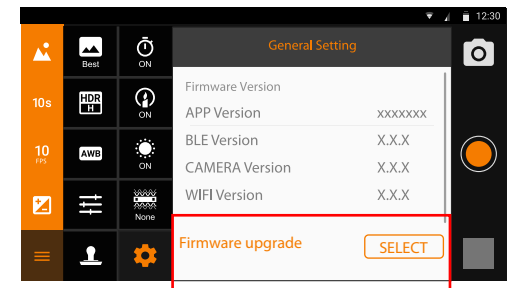 12:30
General Setting
Best
ON
Firmware Version
APP Version xxxxxxx
10s
HDR
H
ON
BLE Version X.X.X
CAMERA Version X.X.X
10
FPS
AWB
ON
WIFI Version X.X.X
None
Firmware upgrade SELECT